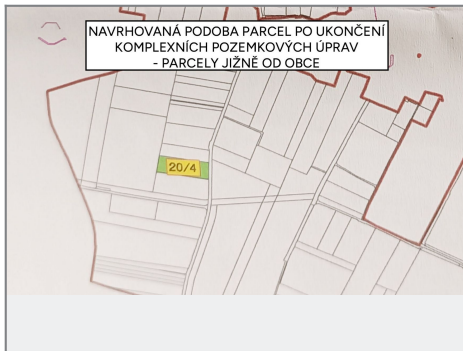 NAVRHOVANÁ PODOBA PARCEL PO UKONČENÍ
KOMPLEXNÍCH POZEMKOVÝCH ÚPRAV
- PARCELY JIŽNĚ OD OBCE
20/4